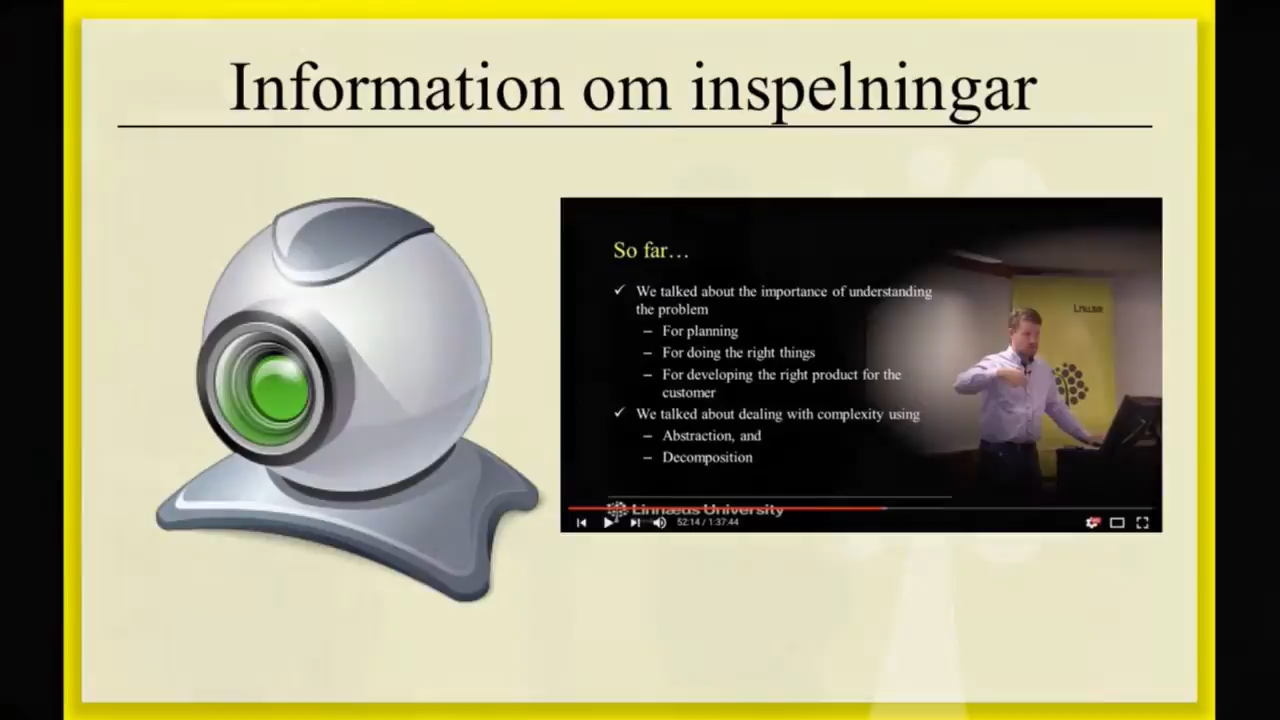 Information om inspelningar
So far…
✓ We talked about the importance of understanding
the problem
– For planning
– For doing the right things
– For developing the right product for the
customer
✓ We talked about dealing with complexity using
– Abstraction, and
– Decomposition
Lnu.se
Linnaeus University
52:14 / 1:37:44